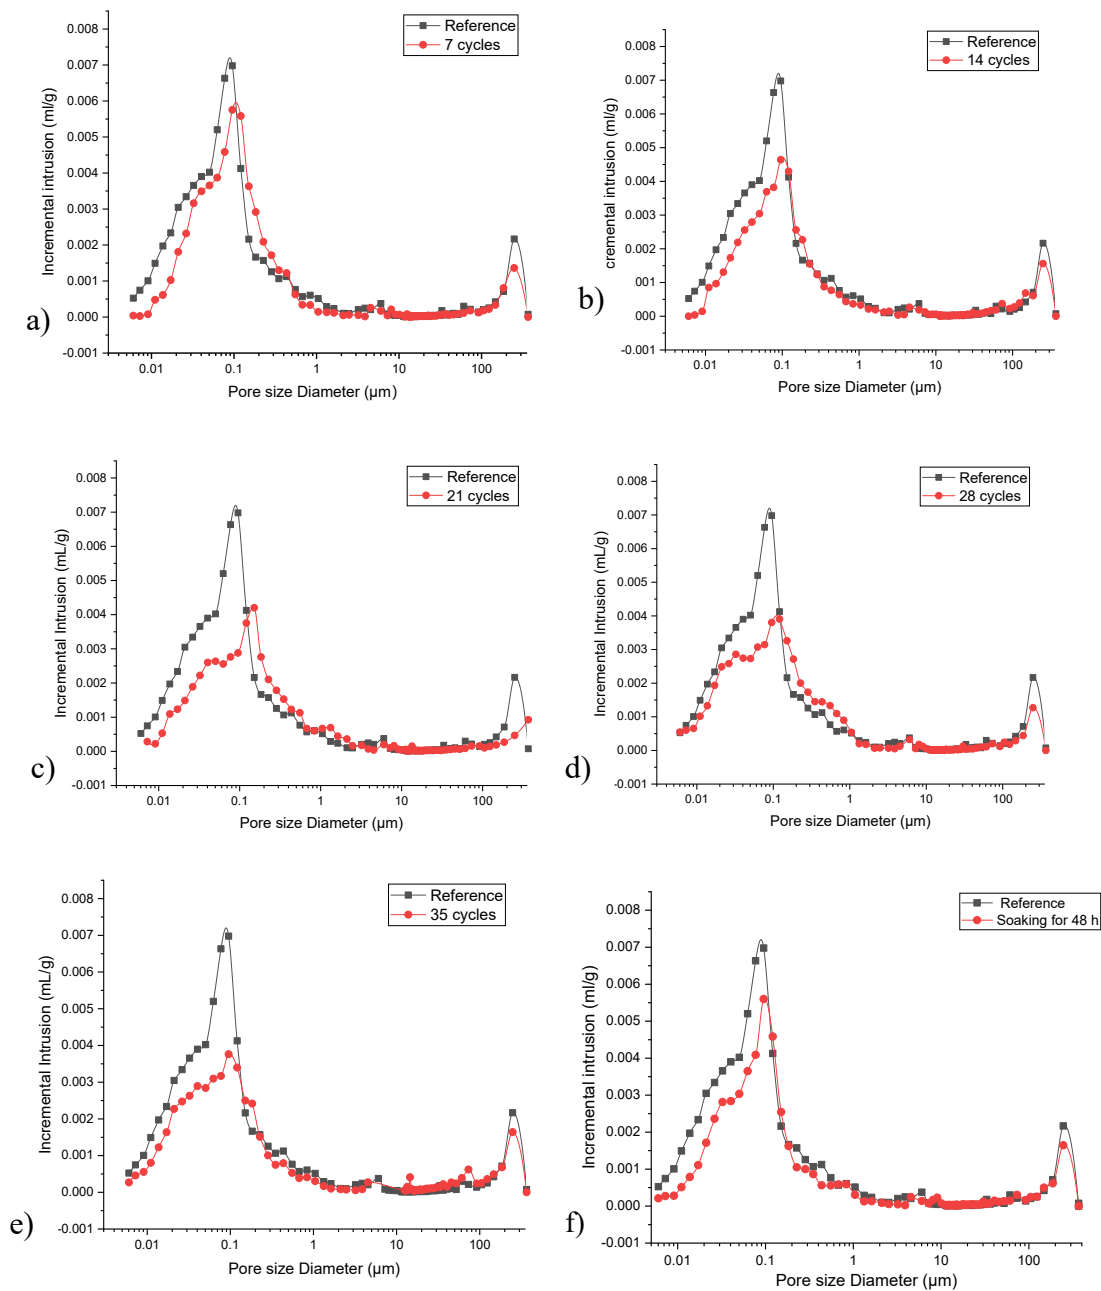 Reference
7 cycles
0.008
0.007
0.006
0.005
0.004
0.003
0.002
0.001
0.000
-0.001
Incremental intrusion (ml/g)
0.01 0.1 1 10 100
Pore size Diameter (µm)
a)
Reference
14 cycles
0.008
0.007
0.006
0.005
0.004
0.003
0.002
0.001
0.000
-0.001
cremental intrusion (ml/g)
0.01 0.1 1 10 100
Pore size Diameter (µm)
b)
Reference
21 cycles
0.008
0.007
0.006
0.005
0.004
0.003
0.002
0.001
0.000
-0.001
Incremental Intrusion (mL/g)
0.01 0.1 1 10 100
Pore size Diameter (µm)
c)
Reference
28 cycles
0.008
0.007
0.006
0.005
0.004
0.003
0.002
0.001
0.000
-0.001
Incremental Intrusion (mL/g)
0.01 0.1 1 10 100
Pore size Diameter (µm)
d)
Reference
35 cycles
0.008
0.007
0.006
0.005
0.004
0.003
0.002
0.001
0.000
-0.001
Incremental Intrusion (mL/g)
0.01 0.1 1 10 100
Pore size Diameter (µm)
e)
Reference
Soaking for 48 h
0.008
0.007
0.006
0.005
0.004
0.003
0.002
0.001
0.000
-0.001
Incremental intrusion (ml/g)
0.01 0.1 1 10 100
Pore size Diameter (µm)
f)